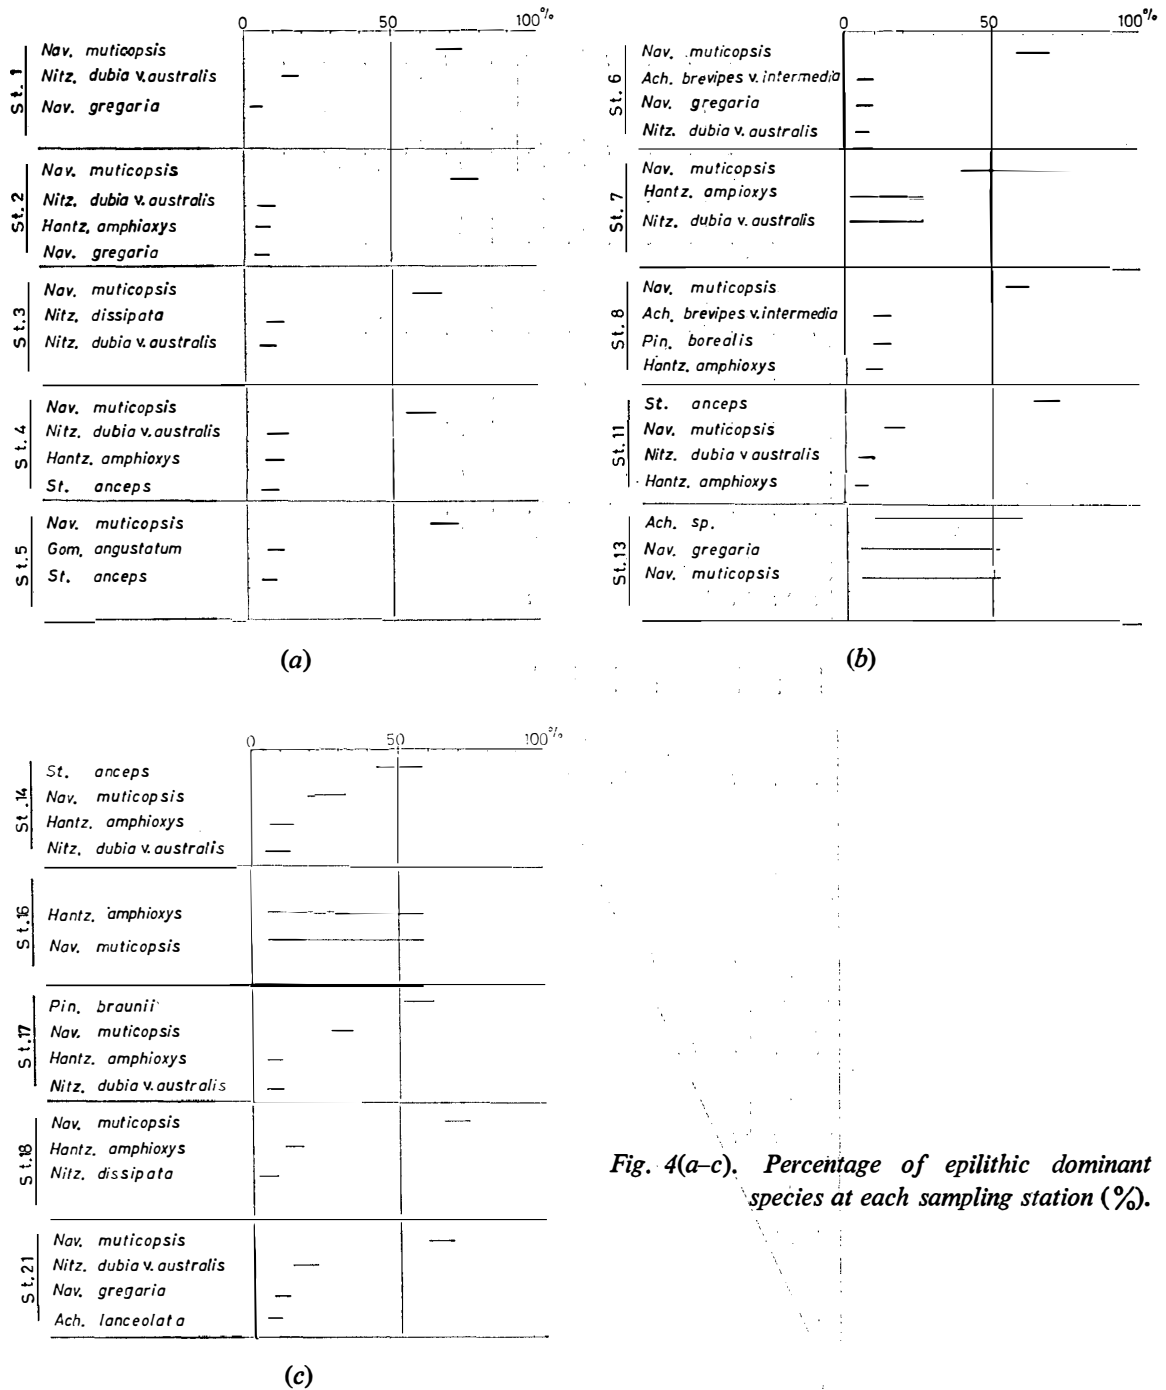 0 50 100%
St. 1
Nav. muticopsis
Nitz. dubia v. australis
Nav. gregaria
St. 2
Nav. muticopsis
Nitz. dubia v. australis
Hantz. amphioxys
Nav. gregaria
St. 3
Nav. muticopsis
Nitz. dissipata
Nitz. dubia v. australis
St. 4
Nav. muticopsis
Nitz. dubia v. australis
Hantz. amphioxys
St. anceps
St. 5
Nav. muticopsis
Gom. angustatum
St. anceps
(a)
0 50 100%
St. 6
Nav. muticopsis
Ach. brevipes v. intermedia
Nav. gregaria
Nitz. dubia v. australis
St. 7
Nav. muticopsis
Hantz. ampioxys
Nitz. dubia v. australis
St. 8
Nav. muticopsis
Ach. brevipes v. intermedia
Pin. borealis
Hantz. amphioxys
St. 11
St. anceps
Nav. muticopsis
Nitz. dubia v australis
Hantz. amphioxys
St. 13
Ach. sp.
Nav. gregaria
Nav. muticopsis
(b)
0 50 100%
St. 14
St. anceps
Nav. muticopsis
Hantz. amphioxys
Nitz. dubia v. australis
St. 16
Hantz. amphioxys
Nav. muticopsis
St. 17
Pin. braunii
Nav. muticopsis
Hantz. amphioxys
Nitz. dubia v. australis
St. 18
Nav. muticopsis
Hantz. amphioxys
Nitz. dissipata
St. 21
Nav. muticopsis
Nitz. dubia v. australis
Nav. gregaria
Ach. lanceolata
(c)
Fig. 4(a–c). Percentage of epilithic dominant
species at each sampling station (%).